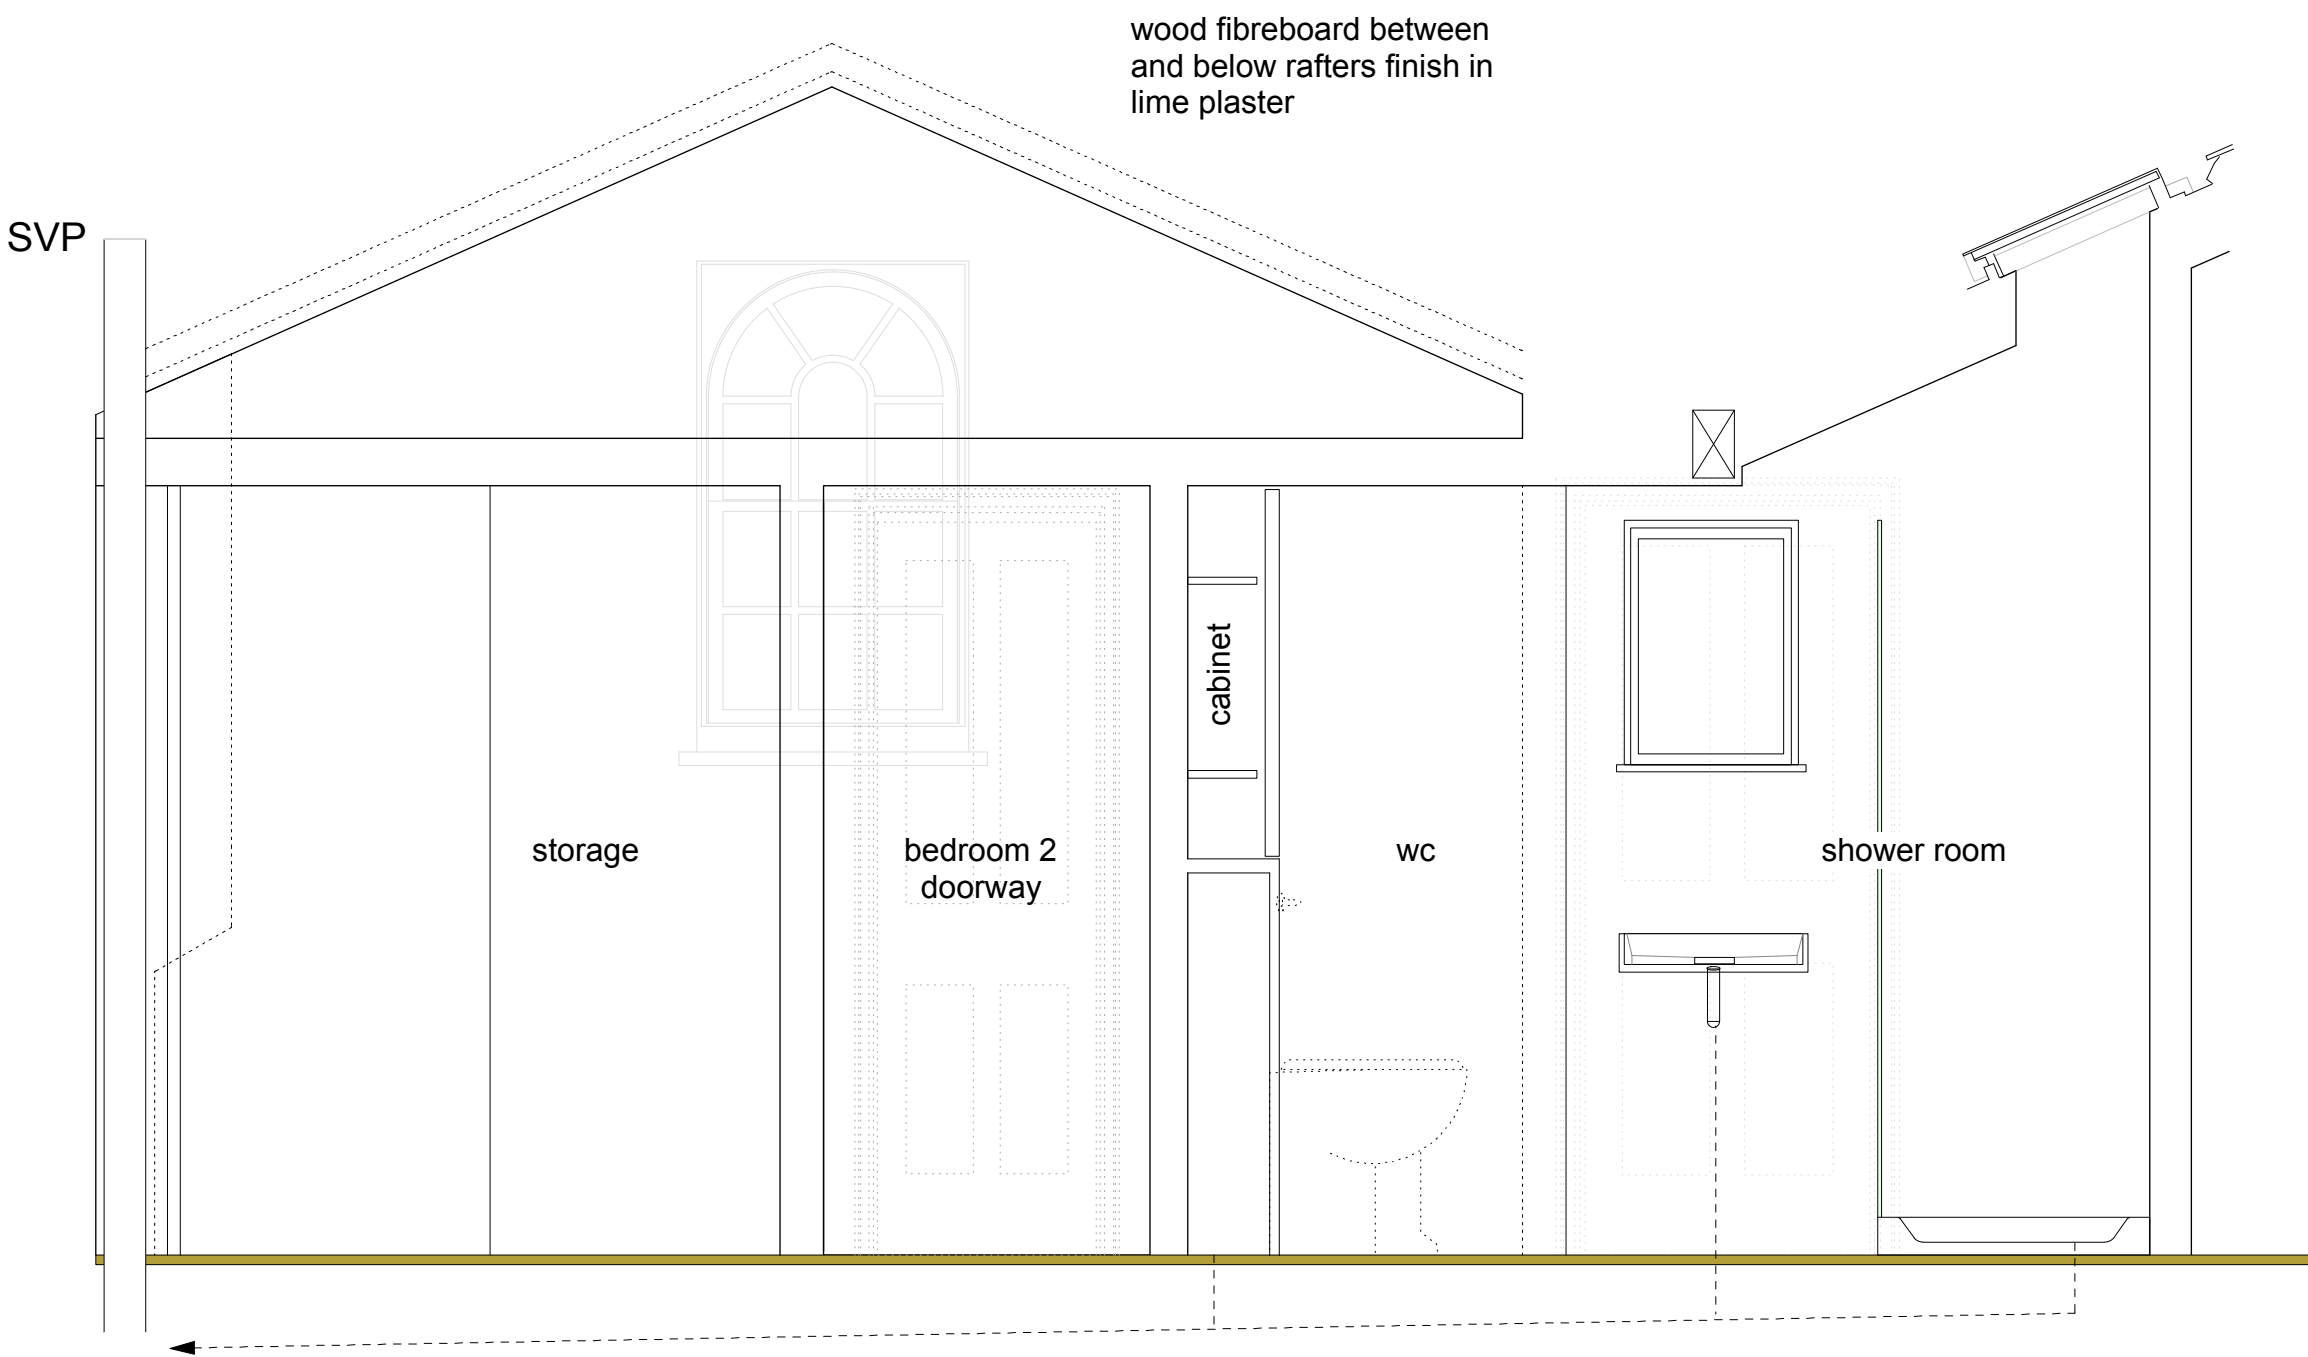 wood fibreboard between
and below rafters finish in
lime plaster
SVP
cabinet
storage
bedroom 2
doorway
wc
shower room